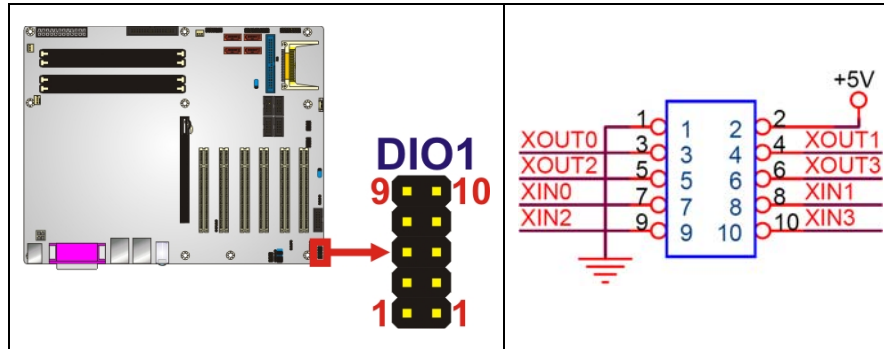 DIO1
9 10
1 1
+5V
1 1 2 2
XOUT0 3 3 4 4 XOUT1
XOUT2 5 5 6 6 XOUT3
XIN0 7 7 8 8 XIN1
XIN2 9 9 10 10 XIN3